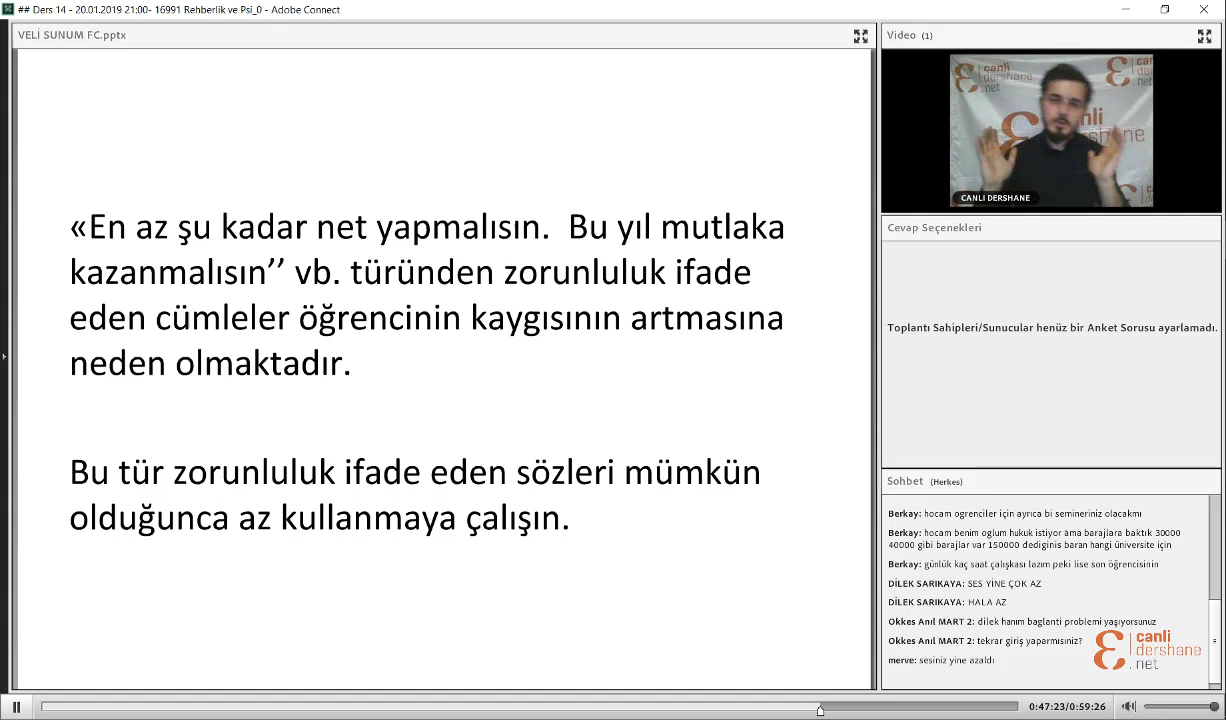 ## Ders 14 - 20.01.2019 21:00- 16991 Rehberlik ve Psi_0 - Adobe Connect
VELİ SUNUM FC.pptx
«En az şu kadar net yapmalısın.  Bu yıl mutlaka
kazanmalısın’’ vb. türünden zorunluluk ifade
eden cümleler öğrencinin kaygısının artmasına
neden olmaktadır.
Bu tür zorunluluk ifade eden sözleri mümkün
olduğunca az kullanmaya çalışın.
Video (1)
canli
dershane
.net
CANLI DERSHANE
Cevap Seçenekleri
Toplantı Sahipleri/Sunucular henüz bir Anket Sorusu ayarlamadı.
Sohbet (Herkes)
Berkay: hocam ogrenciler için ayrıca bi semineriniz olacakmı
Berkay: hocam benim oglum hukuk istiyor ama barajlara baktık 30000
40000 gibi barajlar var 150000 dediginis baran hangi üniversite için
Berkay: günlük kaç saat çalışkası lazım peki lise son öğrencisinin
DİLEK SARIKAYA: SES YİNE ÇOK AZ
DİLEK SARIKAYA: HALA AZ
Okkes Anıl MART 2: dilek hanım baglanti problemi yaşıyorsunuz
Okkes Anıl MART 2: tekrar giriş yaparmısınız?
merve: sesiniz yine azaldı
canli
dershane
.net
0:47:23/0:59:26